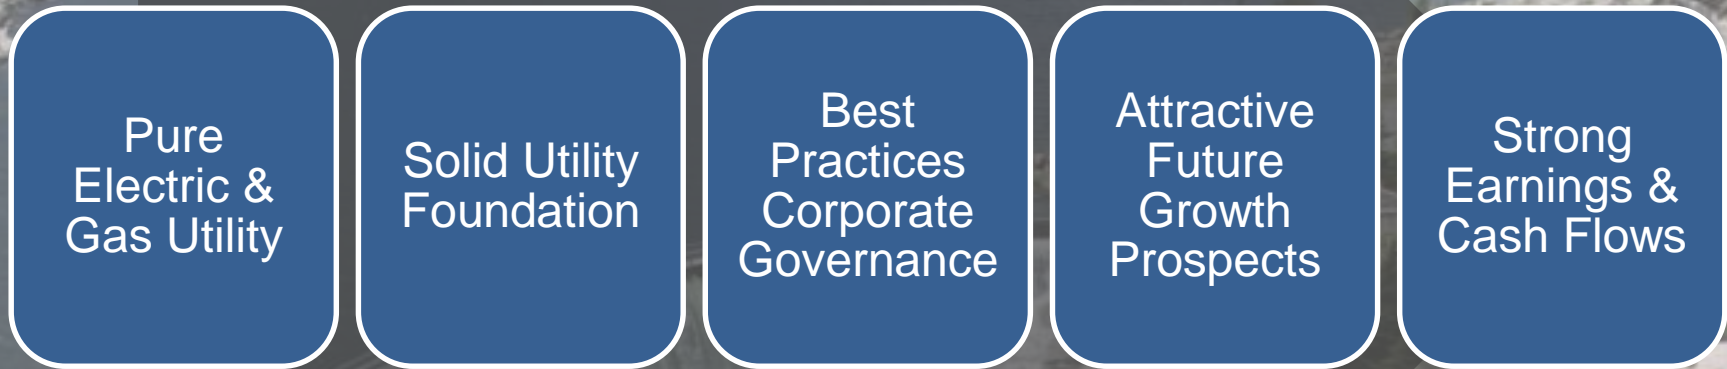 Pure
Electric &
Gas Utility
Solid Utility
Foundation
Best
Practices
Corporate
Governance
Attractive
Future
Growth
Prospects
Strong
Earnings &
Cash Flows